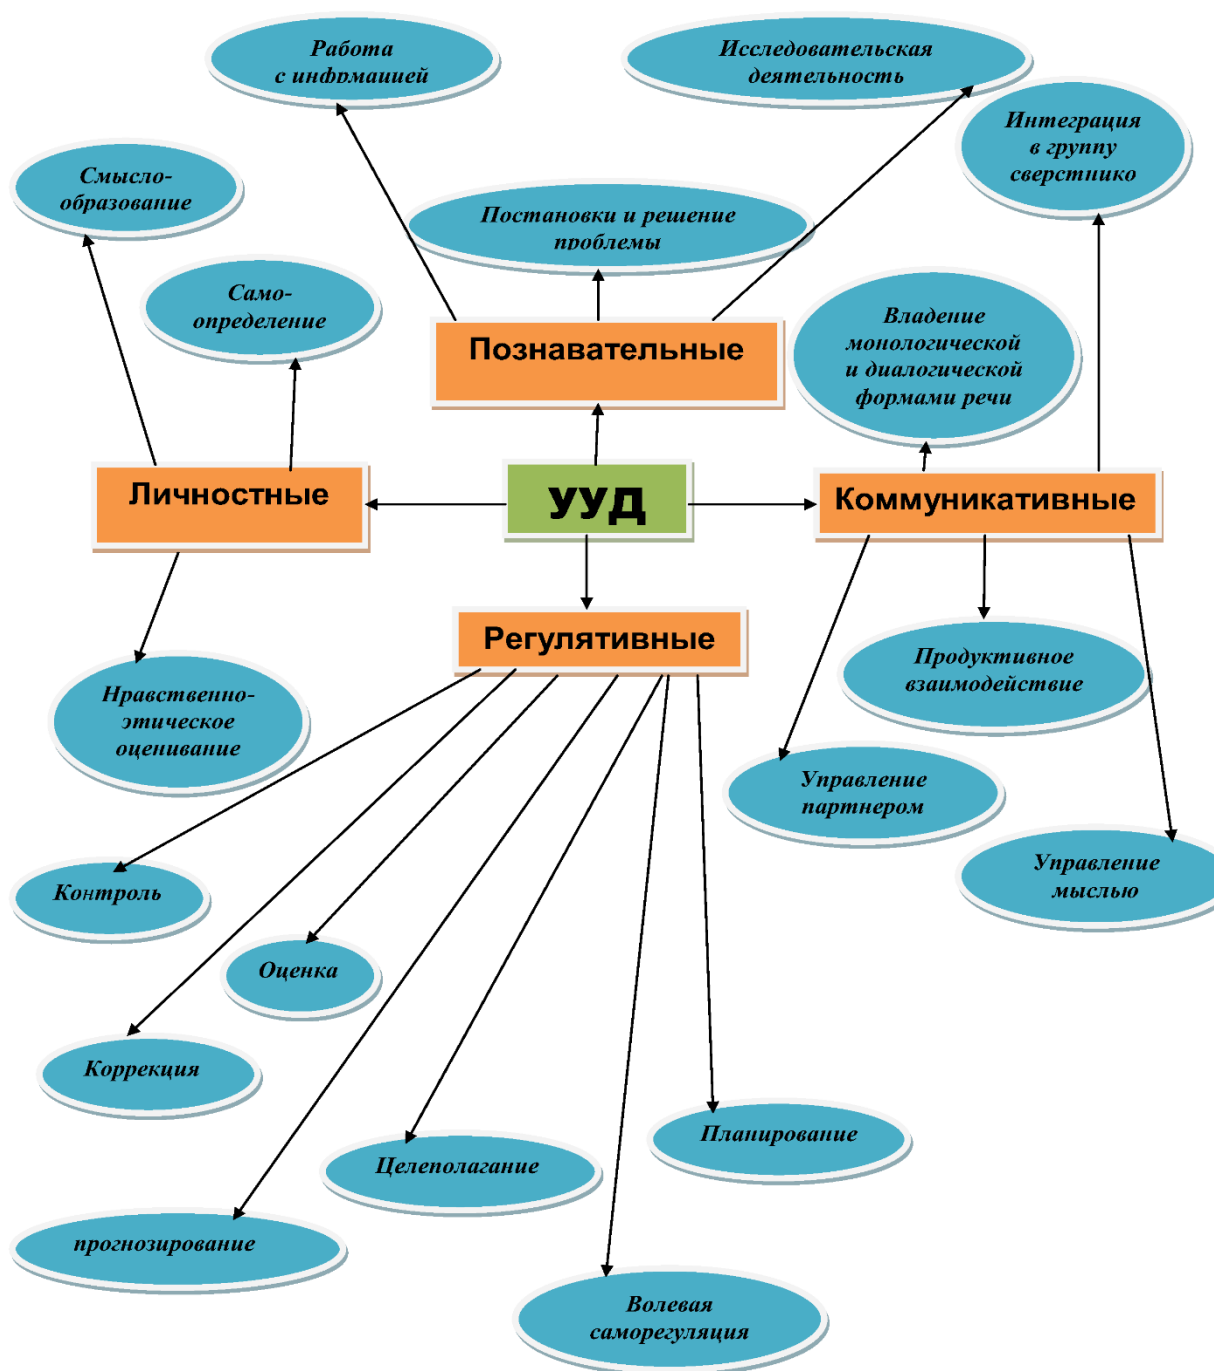 Работа
с инфрмацией
Исследовательская
деятельность
Интеграция
в группу
сверстнико
Смысло-
образование
Постановки и решение
проблемы
Само-
определение
Познавательные
Владение
монологической
и диалогической
формами речи
Личностные
УУД
Коммуникативные
Регулятивные
Продуктивное
взаимодействие
Нравственно-
этическое
оценивание
Управление
партнером
Управление
мыслью
Контроль
Оценка
Коррекция
Планирование
Целеполагание
прогнозирование
Волевая
саморегуляция